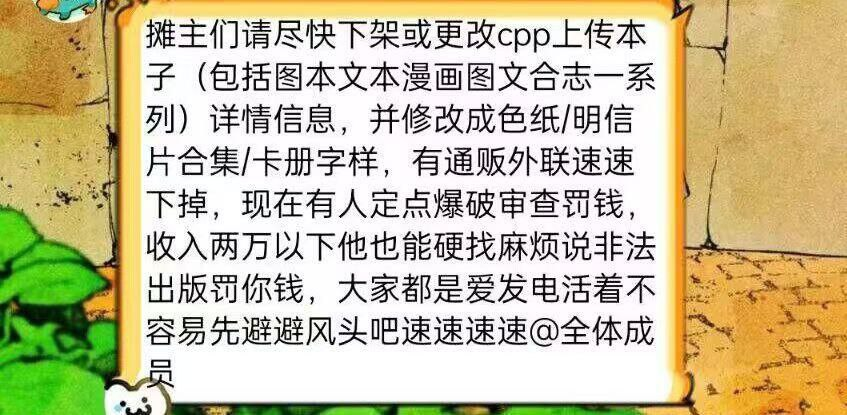 摊主们请尽快下架或更改cpp上传本
子（包括图本文本漫画图文合志一系
列）详情信息，并修改成色纸/明信
片合集/卡册字样，有通贩外联速速
下掉，现在有人定点爆破审查罚钱，
收入两万以下他也能硬找麻烦说非法
出版罚你钱，大家都是爱发电活着不
容易先避避风头吧速速速速@全体成
员